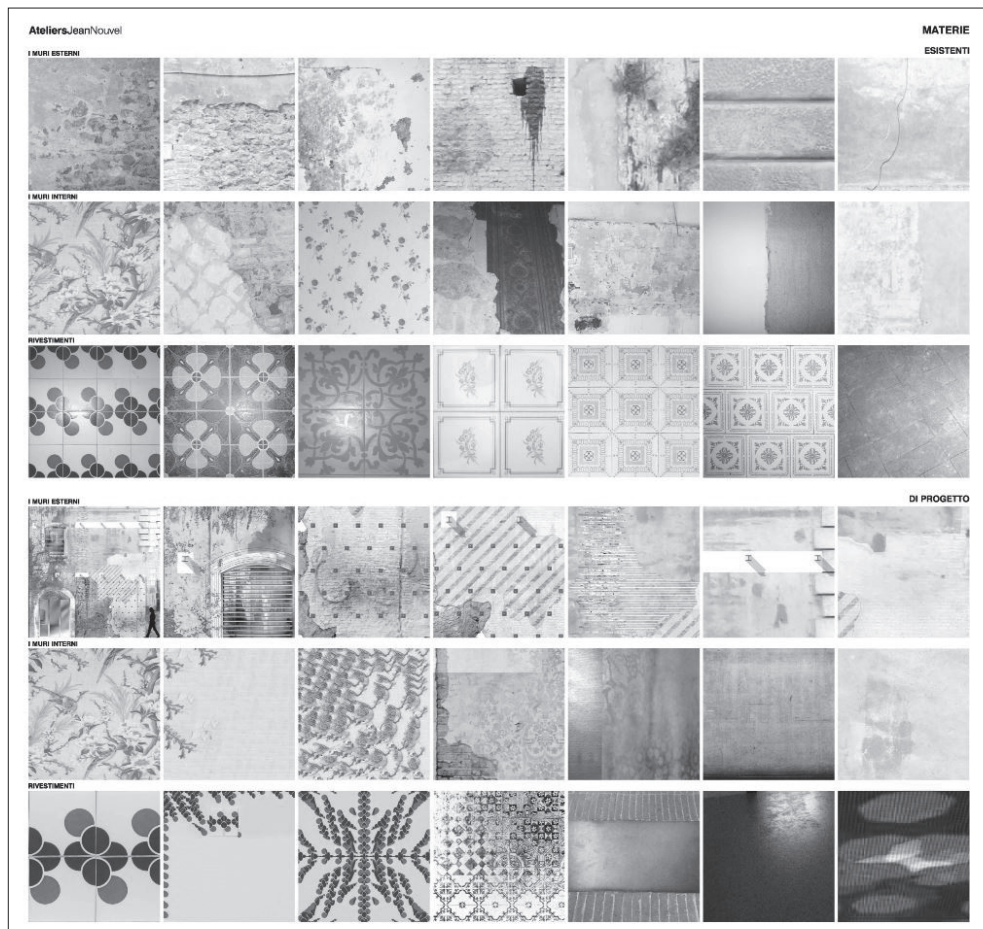 AteliersJeanNouvel
MATERIE
ESISTENTI
I MURI ESTERNI
I MURI INTERNI
RIVESTIMENTI
DI PROGETTO
I MURI ESTERNI
I MURI INTERNI
RIVESTIMENTI